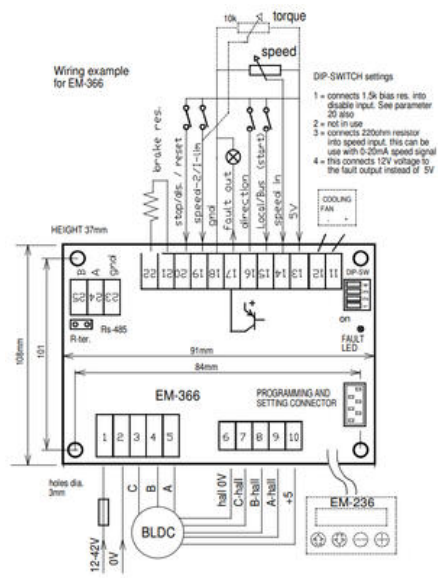 10k
torque
speed
Wiring example
for EM-366
DIP-SWITCH settings
1 = connects 1.5k bias res. into
disable input. See parameter
20 also
2 = not in use
3 = connects 220ohm resistor
into speed input. this can be
use with 0-20mA speed signal
4 = this connects 12V voltage to
the fault output instead of 5V
brake res.
stop/dis. / reset
speed-2/I-lim
gnd
fault out
direction
Local/Bus (start)
speed in
5V
COOLING
FAN
HEIGHT 37mm
B
A
gnd
25
24
23
22
21
20
19
18
17
16
15
14
13
12
11
DIP-SW
1 2 3 4
on
R-ter.
Rs-485
FAULT
LED
108mm
101
91mm
84mm
EM-366
PROGRAMMING AND
SETTING CONNECTOR
1
2
3
4
5
6
7
8
9
10
holes dia.
3mm
C
B
A
hall 0V
C-hall
B-hall
A-hall
+5
12-42V
0V
BLDC
EM-236